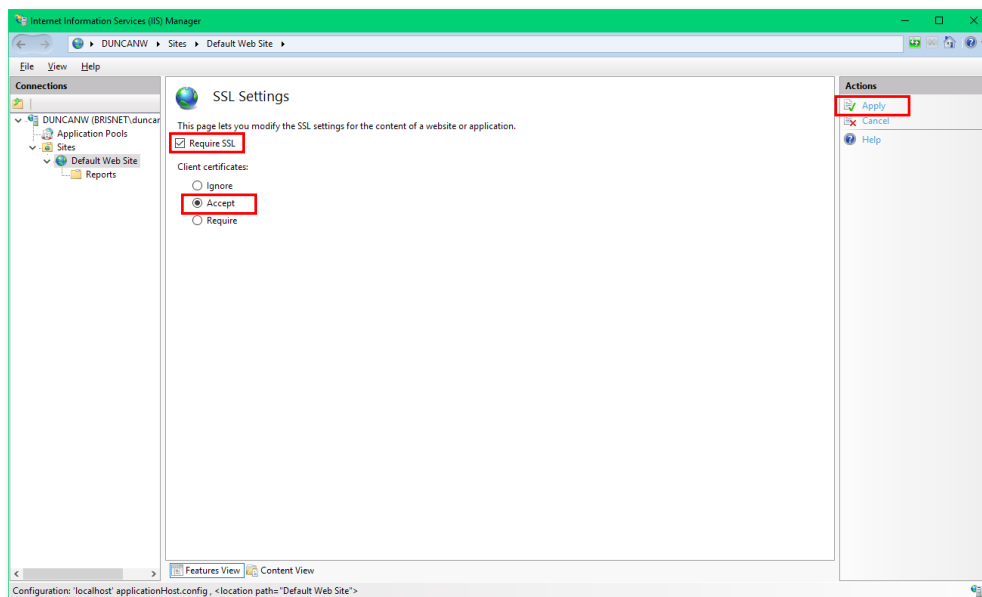 Internet Information Services (IIS) Manager
DUNCANW Sites Default Web Site
File View Help
Connections
DUNCANW (BRISNET\duncan
Application Pools
Sites
Default Web Site
Reports
SSL Settings
This page lets you modify the SSL settings for the content of a website or application.
Require SSL
Client certificates:
Ignore
Accept
Require
Actions
Apply
Cancel
Help
Features View Content View
Configuration: 'localhost' applicationHost.config , <location path="Default Web Site">